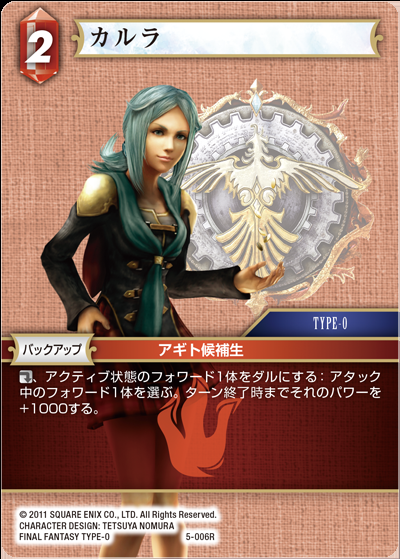 2
カルラ
TYPE-0
バックアップ
アギト候補生
、アクティブ状態のフォワード1体をダルにする：アタック
中のフォワード1体を選ぶ。ターン終了時までそれのパワーを
+1000する。
© 2011 SQUARE ENIX CO., LTD. All Rights Reserved.
CHARACTER DESIGN: TETSUYA NOMURA
FINAL FANTASY TYPE-0 5-006R